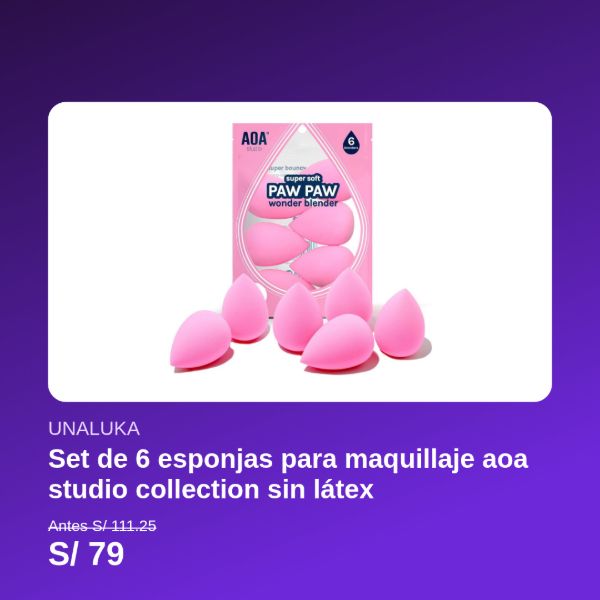 AOA
6
super bounc
super soft
PAW PAW
wonder blender
UNALUKA
Set de 6 esponjas para maquillaje aoa
studio collection sin látex
Antes S/ 111.25
S/ 79